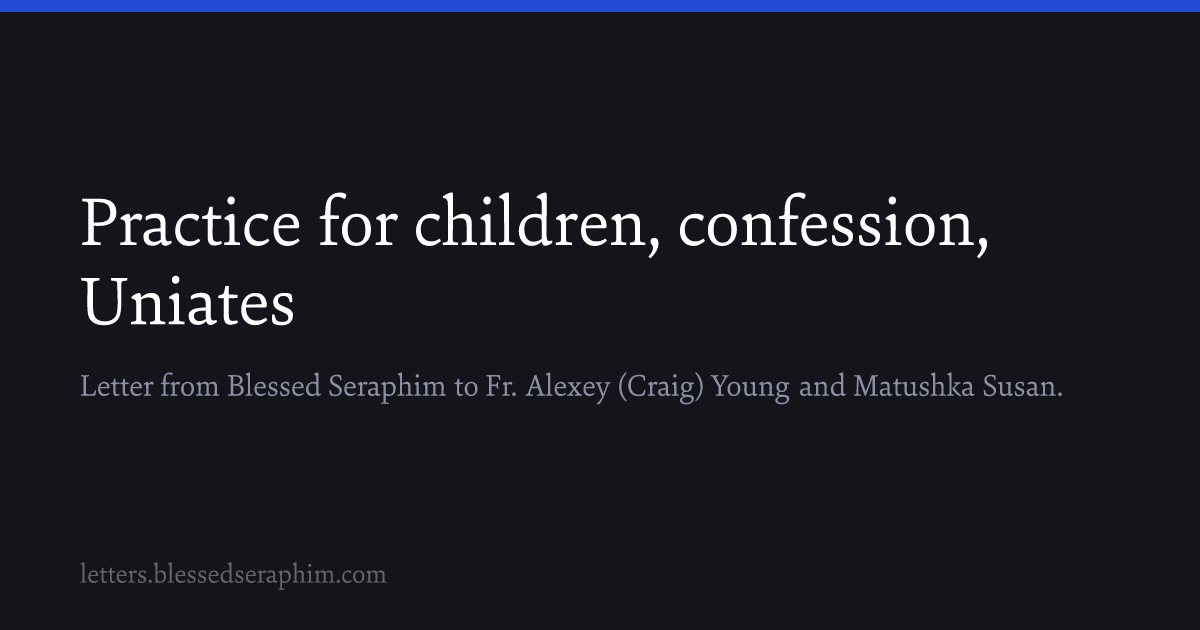 Practice for children, confession,
Uniates
Letter from Blessed Seraphim to Fr. Alexey (Craig) Young and Matushka Susan.
letters.blessedseraphim.com